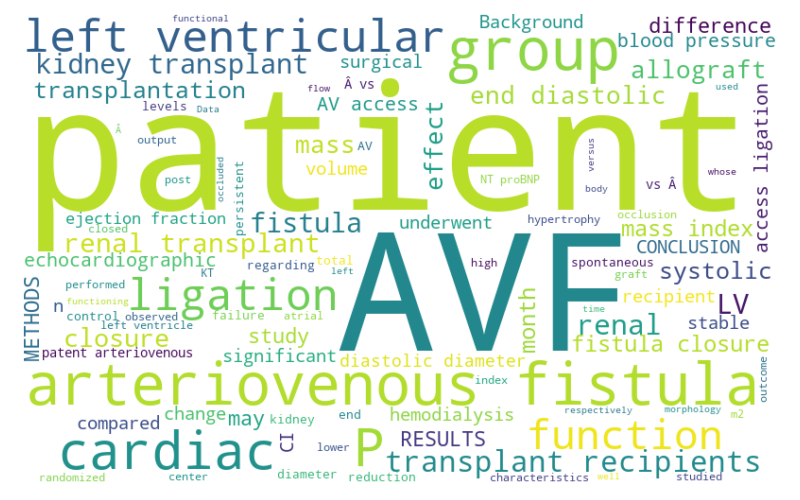 functional
left ventricular
Background
difference
group
blood pressure
kidney transplant
surgical
flow
Â vs
used
allograft
transplantation
AV access
end diastolic
levels
Data
patient
Â
output
mass
AV
effect
volume
post
occluded
persistent
NT proBNP
versus
body
vs Â
whose
access ligation
ejection fraction
closed
fistula
underwent
hypertrophy
occlusion
mass index
renal transplant
CONCLUSION
echocardiographic
KT
regarding
total
left
AVF
high
spontaneous
graft
systolic
METHODS
performed
functioning
ligation
n
control
observed
left ventricle
failure
atrial
month
time
recipient
LV
renal
stable
closure
study
fistula closure
patent arteriovenous
significant
diastolic diameter
arteriovenous fistula
index
outcome
compared
change
may
kidney
end
hemodialysis
respectively
morphology
m2
cardiac
CI
lower
P
RESULTS
function
transplant recipients
randomized
center
diameter
reduction
characteristics
well
studied